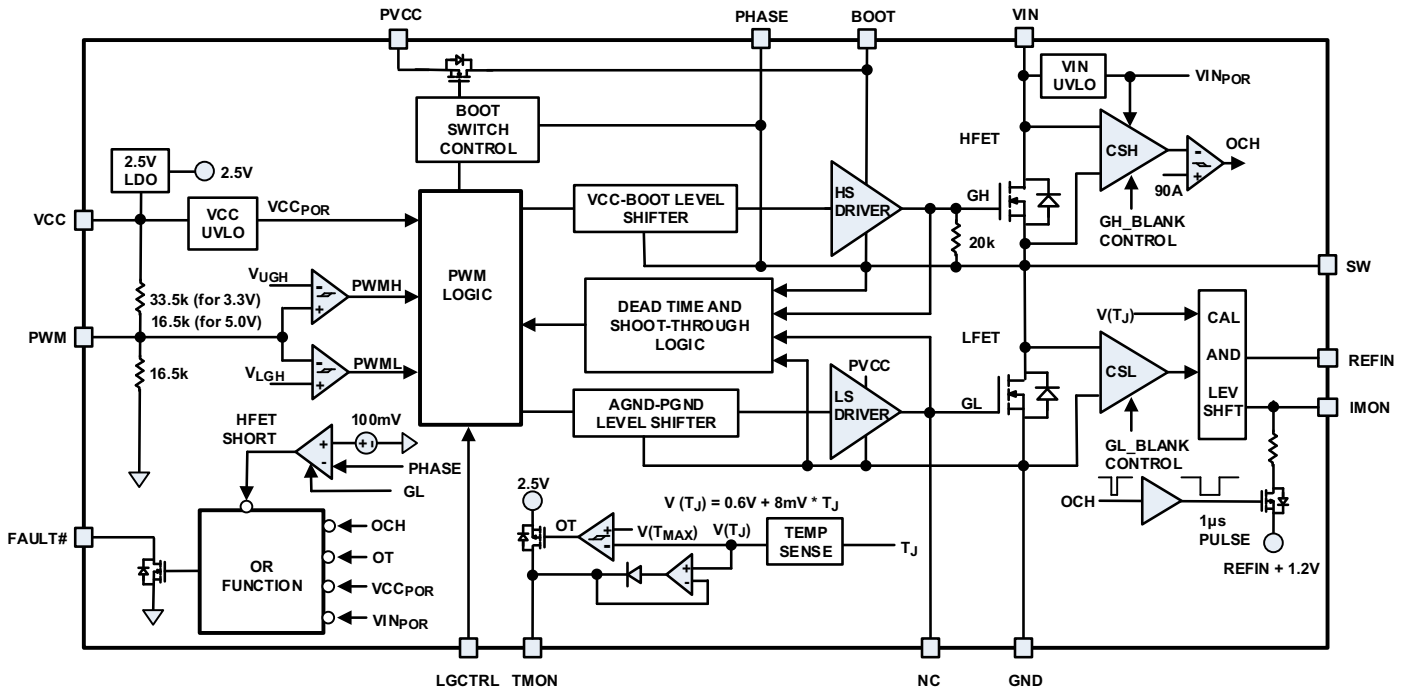 PVCC
PHASE
BOOT
VIN
VIN
UVLO
VINPOR
BOOT
SWITCH
CONTROL
HFET
CSH
OCH
90A
2.5V
LDO
2.5V
VCC
VCC
UVLO
VCCPOR
VCC-BOOT LEVEL
SHIFTER
HS
DRIVER
GH
20k
GH_BLANK
CONTROL
SW
PWM
LOGIC
VUGH
PWMH
33.5k (for 3.3V)
16.5k (for 5.0V)
PWM
DEAD TIME AND
SHOOT-THROUGH
LOGIC
V(TJ)
CAL
AND
LEV
SHFT
LFET
CSL
REFIN
16.5k
VLGH
PWML
PVCC
LS
DRIVER
GL
AGND-PGND
LEVEL SHIFTER
IMON
GL_BLANK
CONTROL
HFET
SHORT
100mV
PHASE
GL
OCH
1µs
PULSE
REFIN + 1.2V
2.5V
V (TJ) = 0.6V + 8mV * TJ
OT
V(TMAX)
V(TJ)
TEMP
SENSE
TJ
FAULT#
OR
FUNCTION
OCH
OT
VCCPOR
VINPOR
LGCTRL
TMON
NC
GND